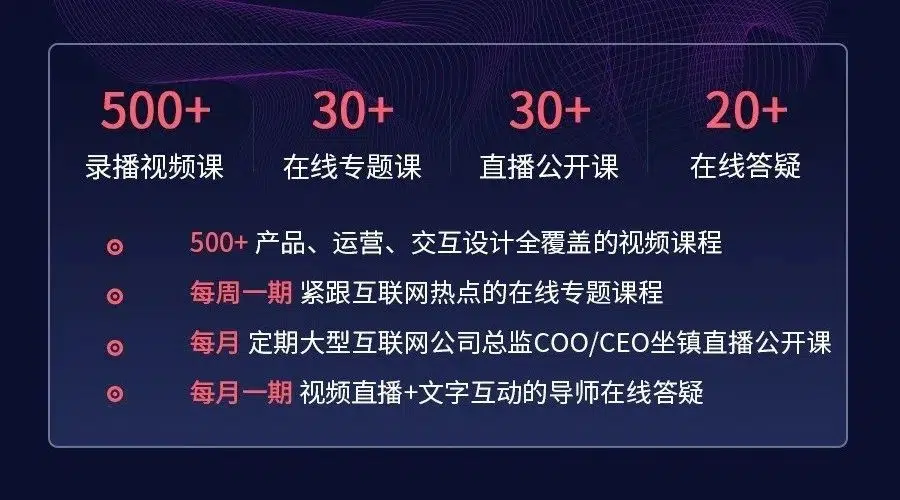 500+ 30+ 30+ 20+
录播视频课 在线专题课 直播公开课 在线答疑
500+ 产品、运营、交互设计全覆盖的视频课程
每周一期 紧跟互联网热点的在线专题课程
每月 定期大型互联网公司总监COO/CEO坐镇直播公开课
每月一期 视频直播+文字互动的导师在线答疑